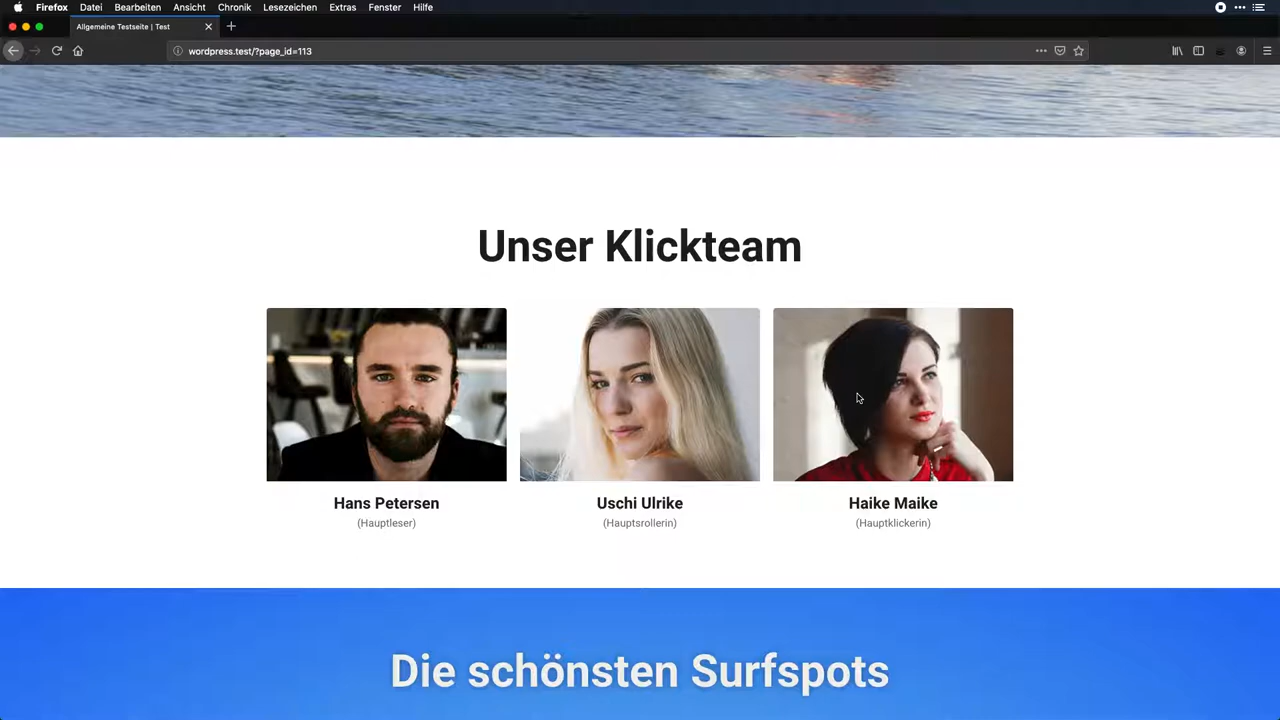 Firefox Datei Bearbeiten Ansicht Chronik Lesezeichen Extras Fenster Hilfe
Allgemeine Testseite | Test
wordpress.test/?page_id=113
Unser Klickteam
Hans Petersen Uschi Ulrike Haike Maike
(Hauptleser) (Hauptsrollerin) (Hauptklickerin)
Die schönsten Surfspots